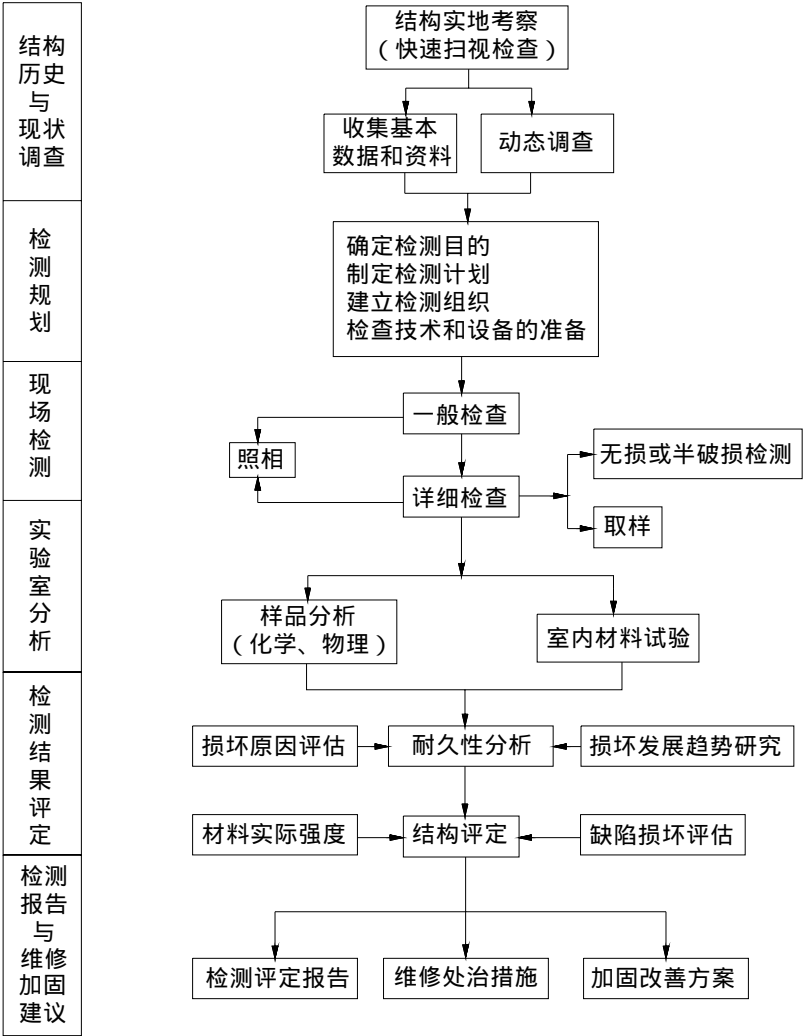 结构
历史
与
现状
调查
结构实地考察
（快速扫视检查）
收集基本
数据和资料
动态调查
检
测
规
划
确定检测目的
制定检测计划
建立检测组织
检查技术和设备的准备
现
场
检
测
一般检查
照相
无损或半破损检测
详细检查
取样
实
验
室
分
析
样品分析
（化学、物理）
室内材料试验
检
测
结
果
评
定
损坏原因评估
耐久性分析
损坏发展趋势研究
材料实际强度
结构评定
缺陷损坏评估
检测
报告
与
维修
加固
建议
检测评定报告
维修处治措施
加固改善方案